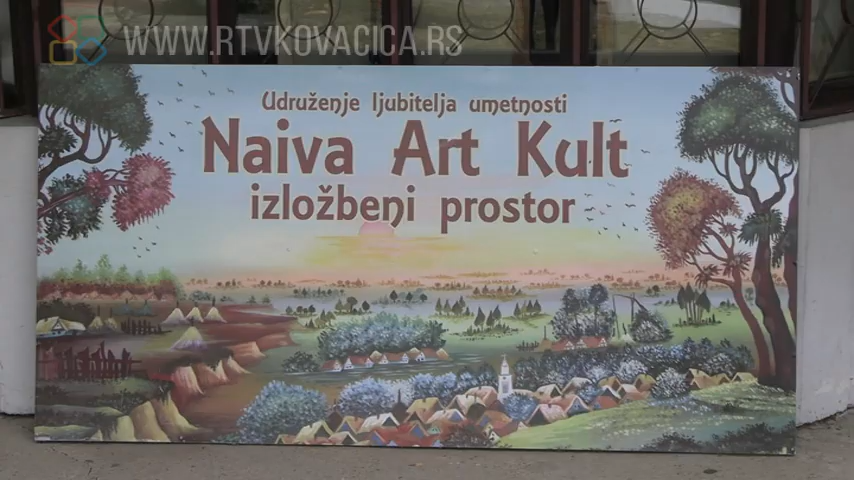 WWW.RTVKOVACICA.RS
Udruženje ljubitelja umetnosti
Naiva Art Kult
izložbeni prostor